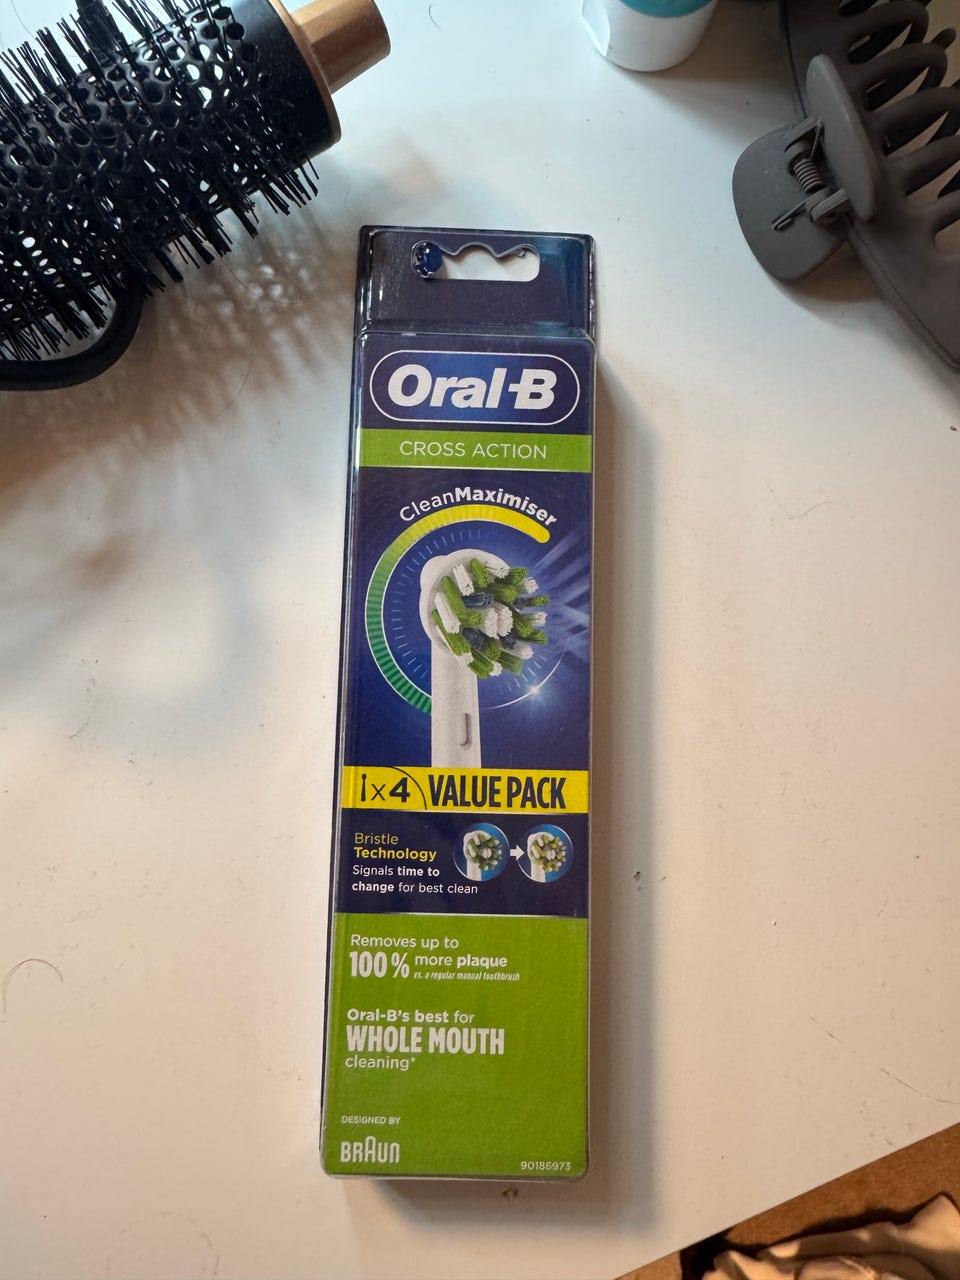 Oral-B
CROSS ACTION
CleanMaximiser
x4 VALUE PACK
Bristle
Technology
Signals time to
change for best clean
Removes up to
100% more plaque
vs. a regular manual toothbrush
Oral-B's best for
WHOLE MOUTH
cleaning*
DESIGNED BY
BRAUN
90186973